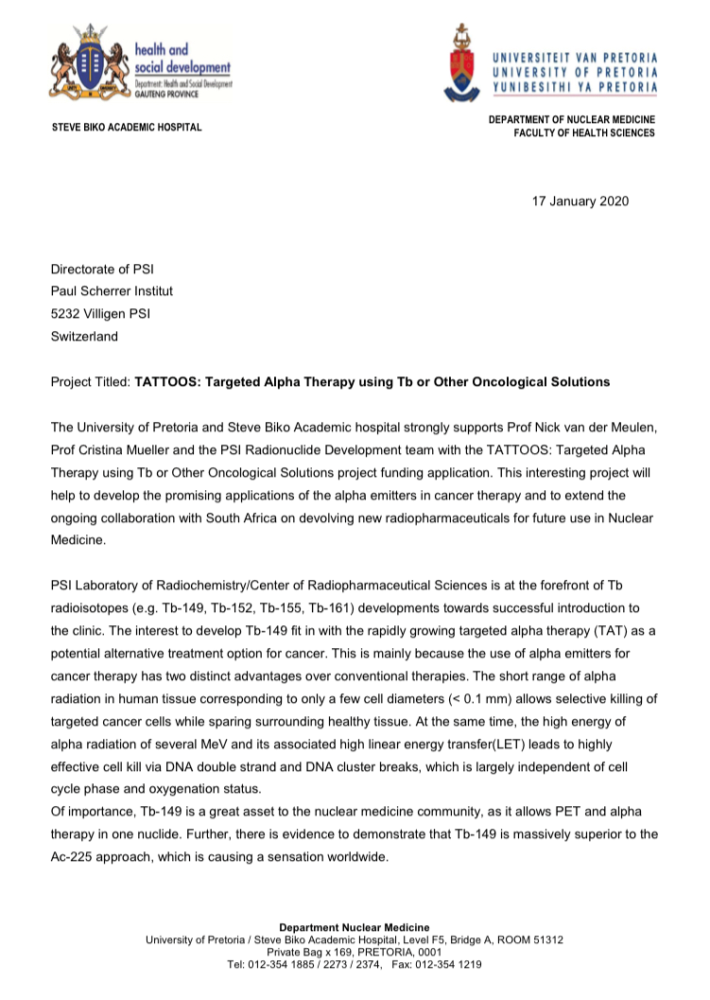 health and
social development
Department: Health and Social Development
GAUTENG PROVINCE
STEVE BIKO ACADEMIC HOSPITAL
UNIVERSITEIT VAN PRETORIA
UNIVERSITY OF PRETORIA
YUNIBESITHI YA PRETORIA
DEPARTMENT OF NUCLEAR MEDICINE
FACULTY OF HEALTH SCIENCES
17 January 2020
Directorate of PSI
Paul Scherrer Institut
5232 Villigen PSI
Switzerland
Project Titled: TATTOOS: Targeted Alpha Therapy using Tb or Other Oncological Solutions
The University of Pretoria and Steve Biko Academic hospital strongly supports Prof Nick van der Meulen,
Prof Cristina Mueller and the PSI Radionuclide Development team with the TATTOOS: Targeted Alpha
Therapy using Tb or Other Oncological Solutions project funding application. This interesting project will
help to develop the promising applications of the alpha emitters in cancer therapy and to extend the
ongoing collaboration with South Africa on devolving new radiopharmaceuticals for future use in Nuclear
Medicine.
PSI Laboratory of Radiochemistry/Center of Radiopharmaceutical Sciences is at the forefront of Tb
radioisotopes (e.g. Tb-149, Tb-152, Tb-155, Tb-161) developments towards successful introduction to
the clinic. The interest to develop Tb-149 fit in with the rapidly growing targeted alpha therapy (TAT) as a
potential alternative treatment option for cancer. This is mainly because the use of alpha emitters for
cancer therapy has two distinct advantages over conventional therapies. The short range of alpha
radiation in human tissue corresponding to only a few cell diameters (< 0.1 mm) allows selective killing of
targeted cancer cells while sparing surrounding healthy tissue. At the same time, the high energy of
alpha radiation of several MeV and its associated high linear energy transfer(LET) leads to highly
effective cell kill via DNA double strand and DNA cluster breaks, which is largely independent of cell
cycle phase and oxygenation status.
Of importance, Tb-149 is a great asset to the nuclear medicine community, as it allows PET and alpha
therapy in one nuclide. Further, there is evidence to demonstrate that Tb-149 is massively superior to the
Ac-225 approach, which is causing a sensation worldwide.
Department Nuclear Medicine
University of Pretoria / Steve Biko Academic Hospital, Level F5, Bridge A, ROOM 51312
Private Bag x 169, PRETORIA, 0001
Tel: 012-354 1885 / 2273 / 2374, Fax: 012-354 1219